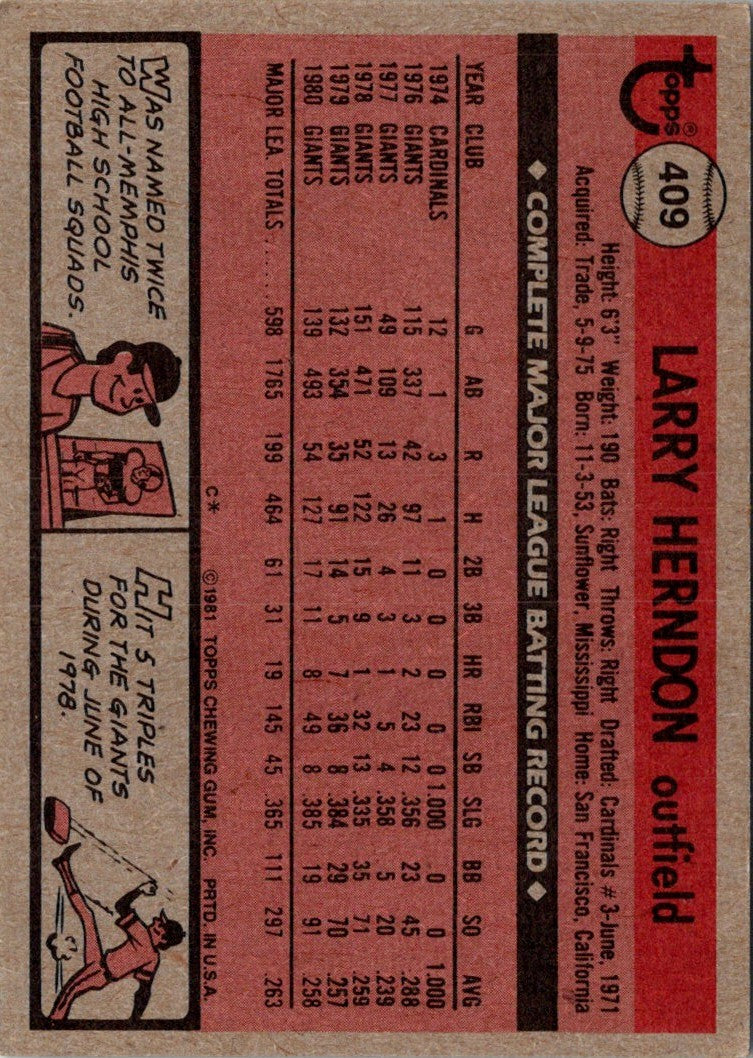 Topps®
409
LARRY HERNDON outfield
Height: 6'3" Weight: 190 Bats: Right Throws: Right Drafted: Cardinals #3-June, 1971
Acquired: Trade, 5-9-75 Born: 11-3-53, Sunflower, Mississippi Home: San Francisco, California
◆ COMPLETE MAJOR LEAGUE BATTING RECORD ◆
YEAR CLUB G AB R H 2B 3B HR RBI SB SLG BB SO AVG
1974 CARDINALS 12 1 3 1 0 0 0 0 0 1.000 0 0 1.000
1976 GIANTS 115 337 42 97 11 3 2 23 12 .356 23 45 .288
1977 GIANTS 49 109 13 26 4 3 1 5 4 .358 5 20 .239
1978 GIANTS 151 471 52 122 15 9 1 32 13 .335 35 71 .259
1979 GIANTS 132 354 35 91 14 5 7 36 8 .384 29 70 .257
1980 GIANTS 139 493 54 127 17 11 8 49 8 .385 19 91 .258
MAJOR LEA. TOTALS ....... 598 1765 199 464 61 31 19 145 45 .365 111 297 .263
C* ©1981 TOPPS CHEWING GUM, INC. PRTD. IN U.S.A.
WAS NAMED TWICE
TO ALL-MEMPHIS
HIGH SCHOOL
FOOTBALL SQUADS.
HIT 5 TRIPLES
FOR THE GIANTS
DURING JUNE OF
1978.